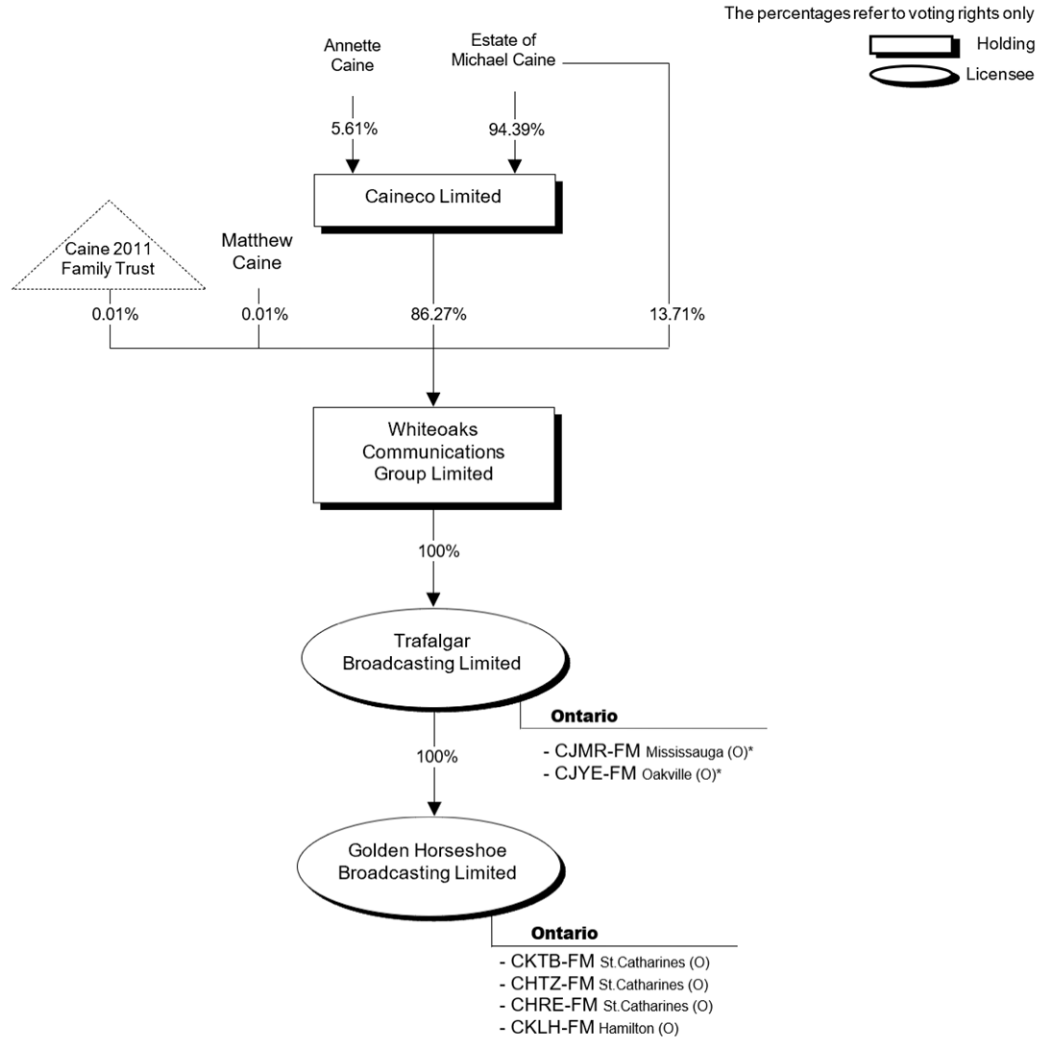 The percentages refer to voting rights only
Holding
Licensee
Annette
Caine
Estate of
Michael Caine
5.61%
94.39%
Caineco Limited
Caine 2011
Family Trust
Matthew
Caine
0.01%
0.01%
86.27%
13.71%
Whiteoaks
Communications
Group Limited
100%
Trafalgar
Broadcasting Limited
Ontario
- CJMR-FM Mississauga (O)*
- CJYE-FM Oakville (O)*
100%
Golden Horseshoe
Broadcasting Limited
Ontario
- CKTB-FM St.Catharines (O)
- CHTZ-FM St.Catharines (O)
- CHRE-FM St.Catharines (O)
- CKLH-FM Hamilton (O)